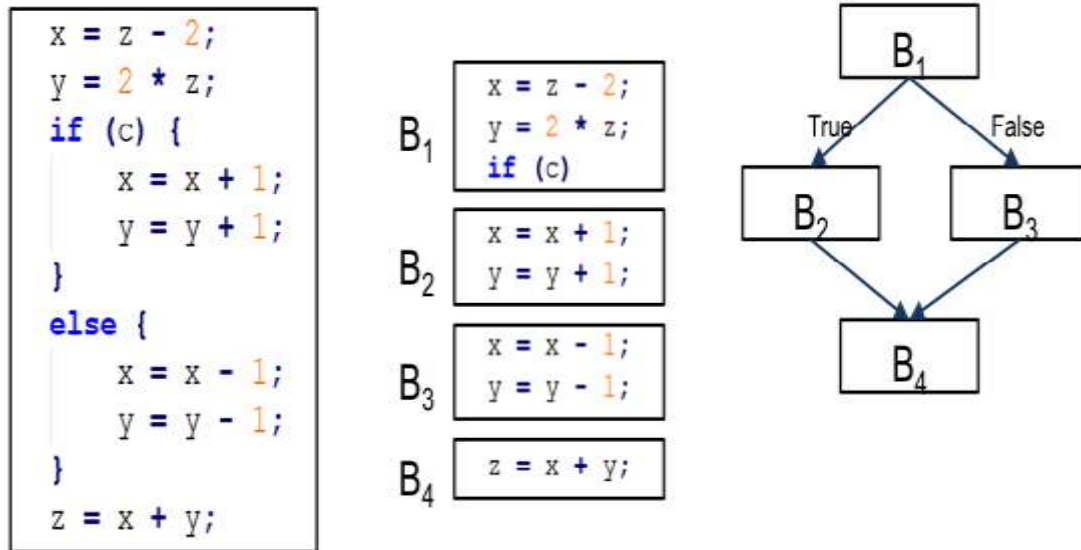 x = z - 2;
y = 2 * z;
if (c) {
x = x + 1;
y = y + 1;
}
else {
x = x - 1;
y = y - 1;
}
z = x + y;
B1
x = z - 2;
y = 2 * z;
if (c)
B2
x = x + 1;
y = y + 1;
B3
x = x - 1;
y = y - 1;
B4
z = x + y;
B1
True False
B2 B3
B4